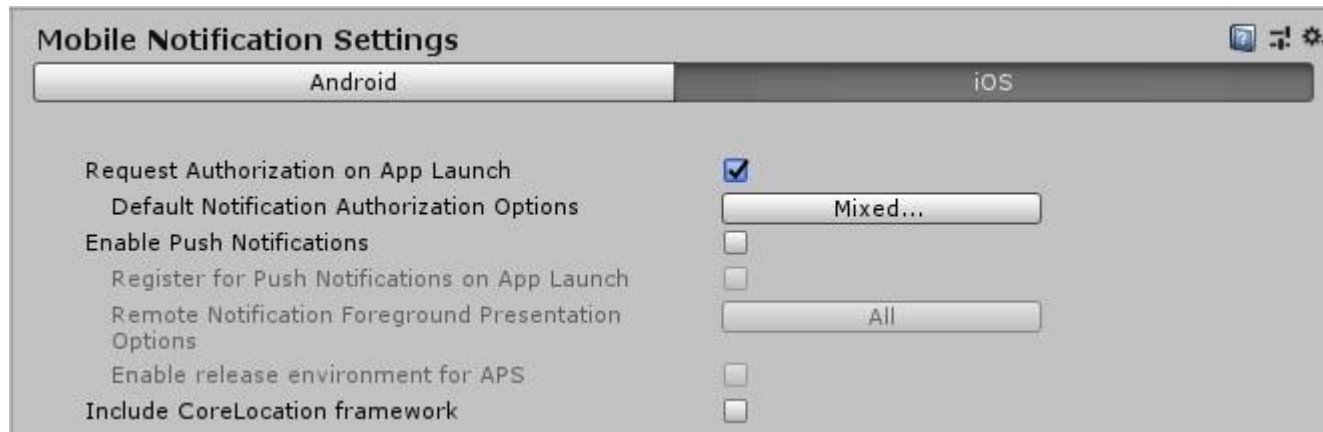 Mobile Notification Settings
Android
iOS
Request Authorization on App Launch
Default Notification Authorization Options
Mixed...
Enable Push Notifications
Register for Push Notifications on App Launch
Remote Notification Foreground Presentation
Options
All
Enable release environment for APS
Include CoreLocation framework